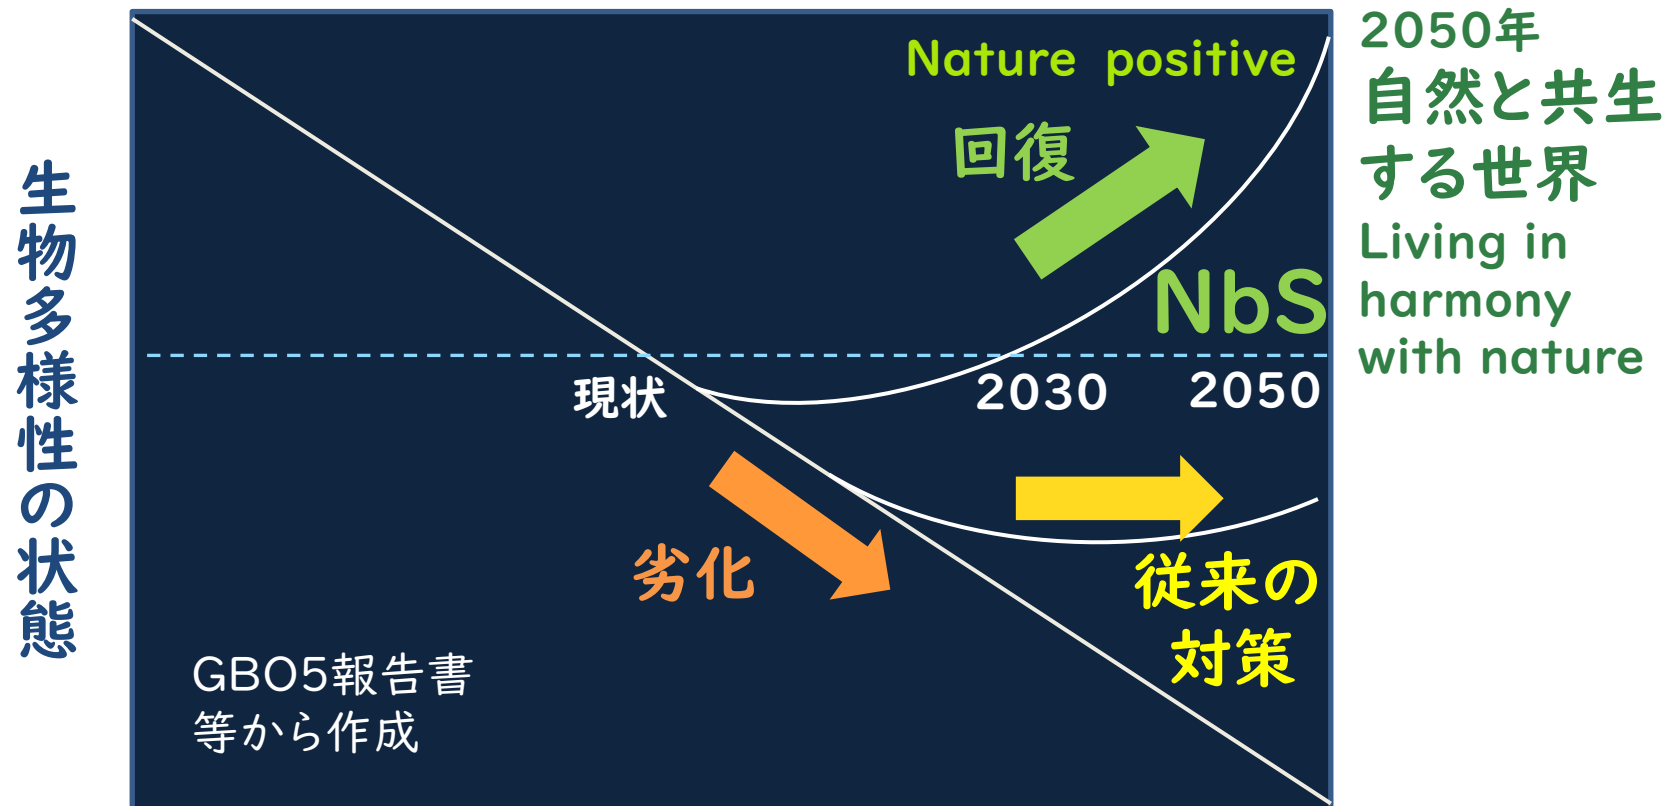 生物多様性の状態
Nature positive
回復
NbS
現状
2030
2050
劣化
従来の
対策
GBO5報告書
等から作成
2050年
自然と共生
する世界
Living in
harmony
with nature